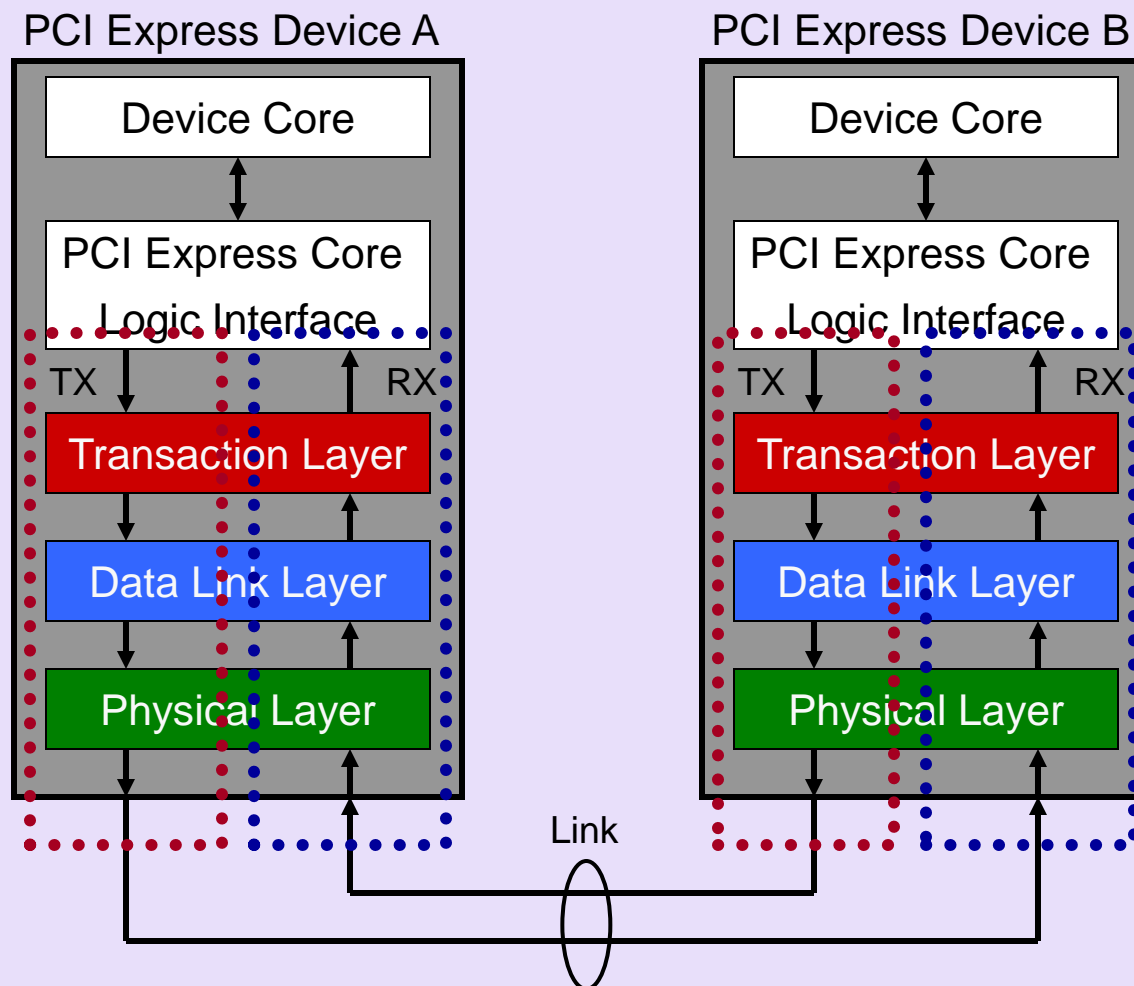 PCI Express Device A
Device Core
PCI Express Core
Logic Interface
TX
RX
Transaction Layer
Data Link Layer
Physical Layer
PCI Express Device B
Device Core
PCI Express Core
Logic Interface
TX
RX
Transaction Layer
Data Link Layer
Physical Layer
Link